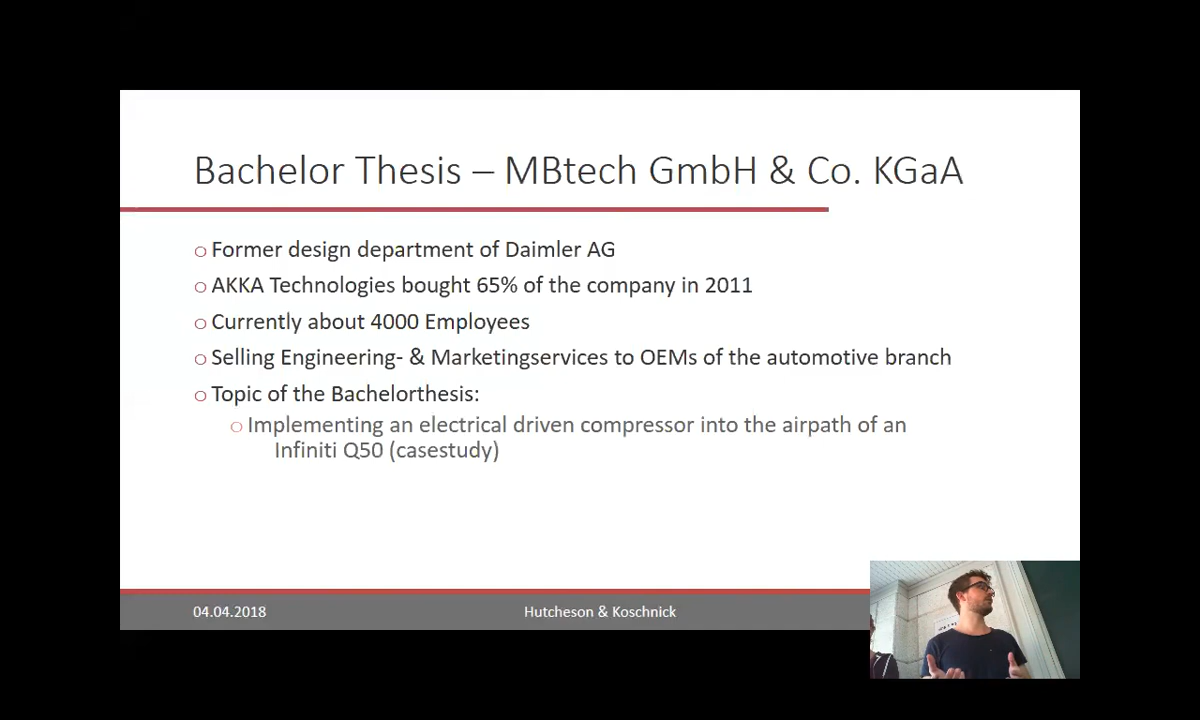 Bachelor Thesis – MBtech GmbH & Co. KGaA
o Former design department of Daimler AG
o AKKA Technologies bought 65% of the company in 2011
o Currently about 4000 Employees
o Selling Engineering- & Marketingservices to OEMs of the automotive branch
o Topic of the Bachelorthesis:
o Implementing an electrical driven compressor into the airpath of an
Infiniti Q50 (casestudy)
04.04.2018
Hutcheson & Koschnick